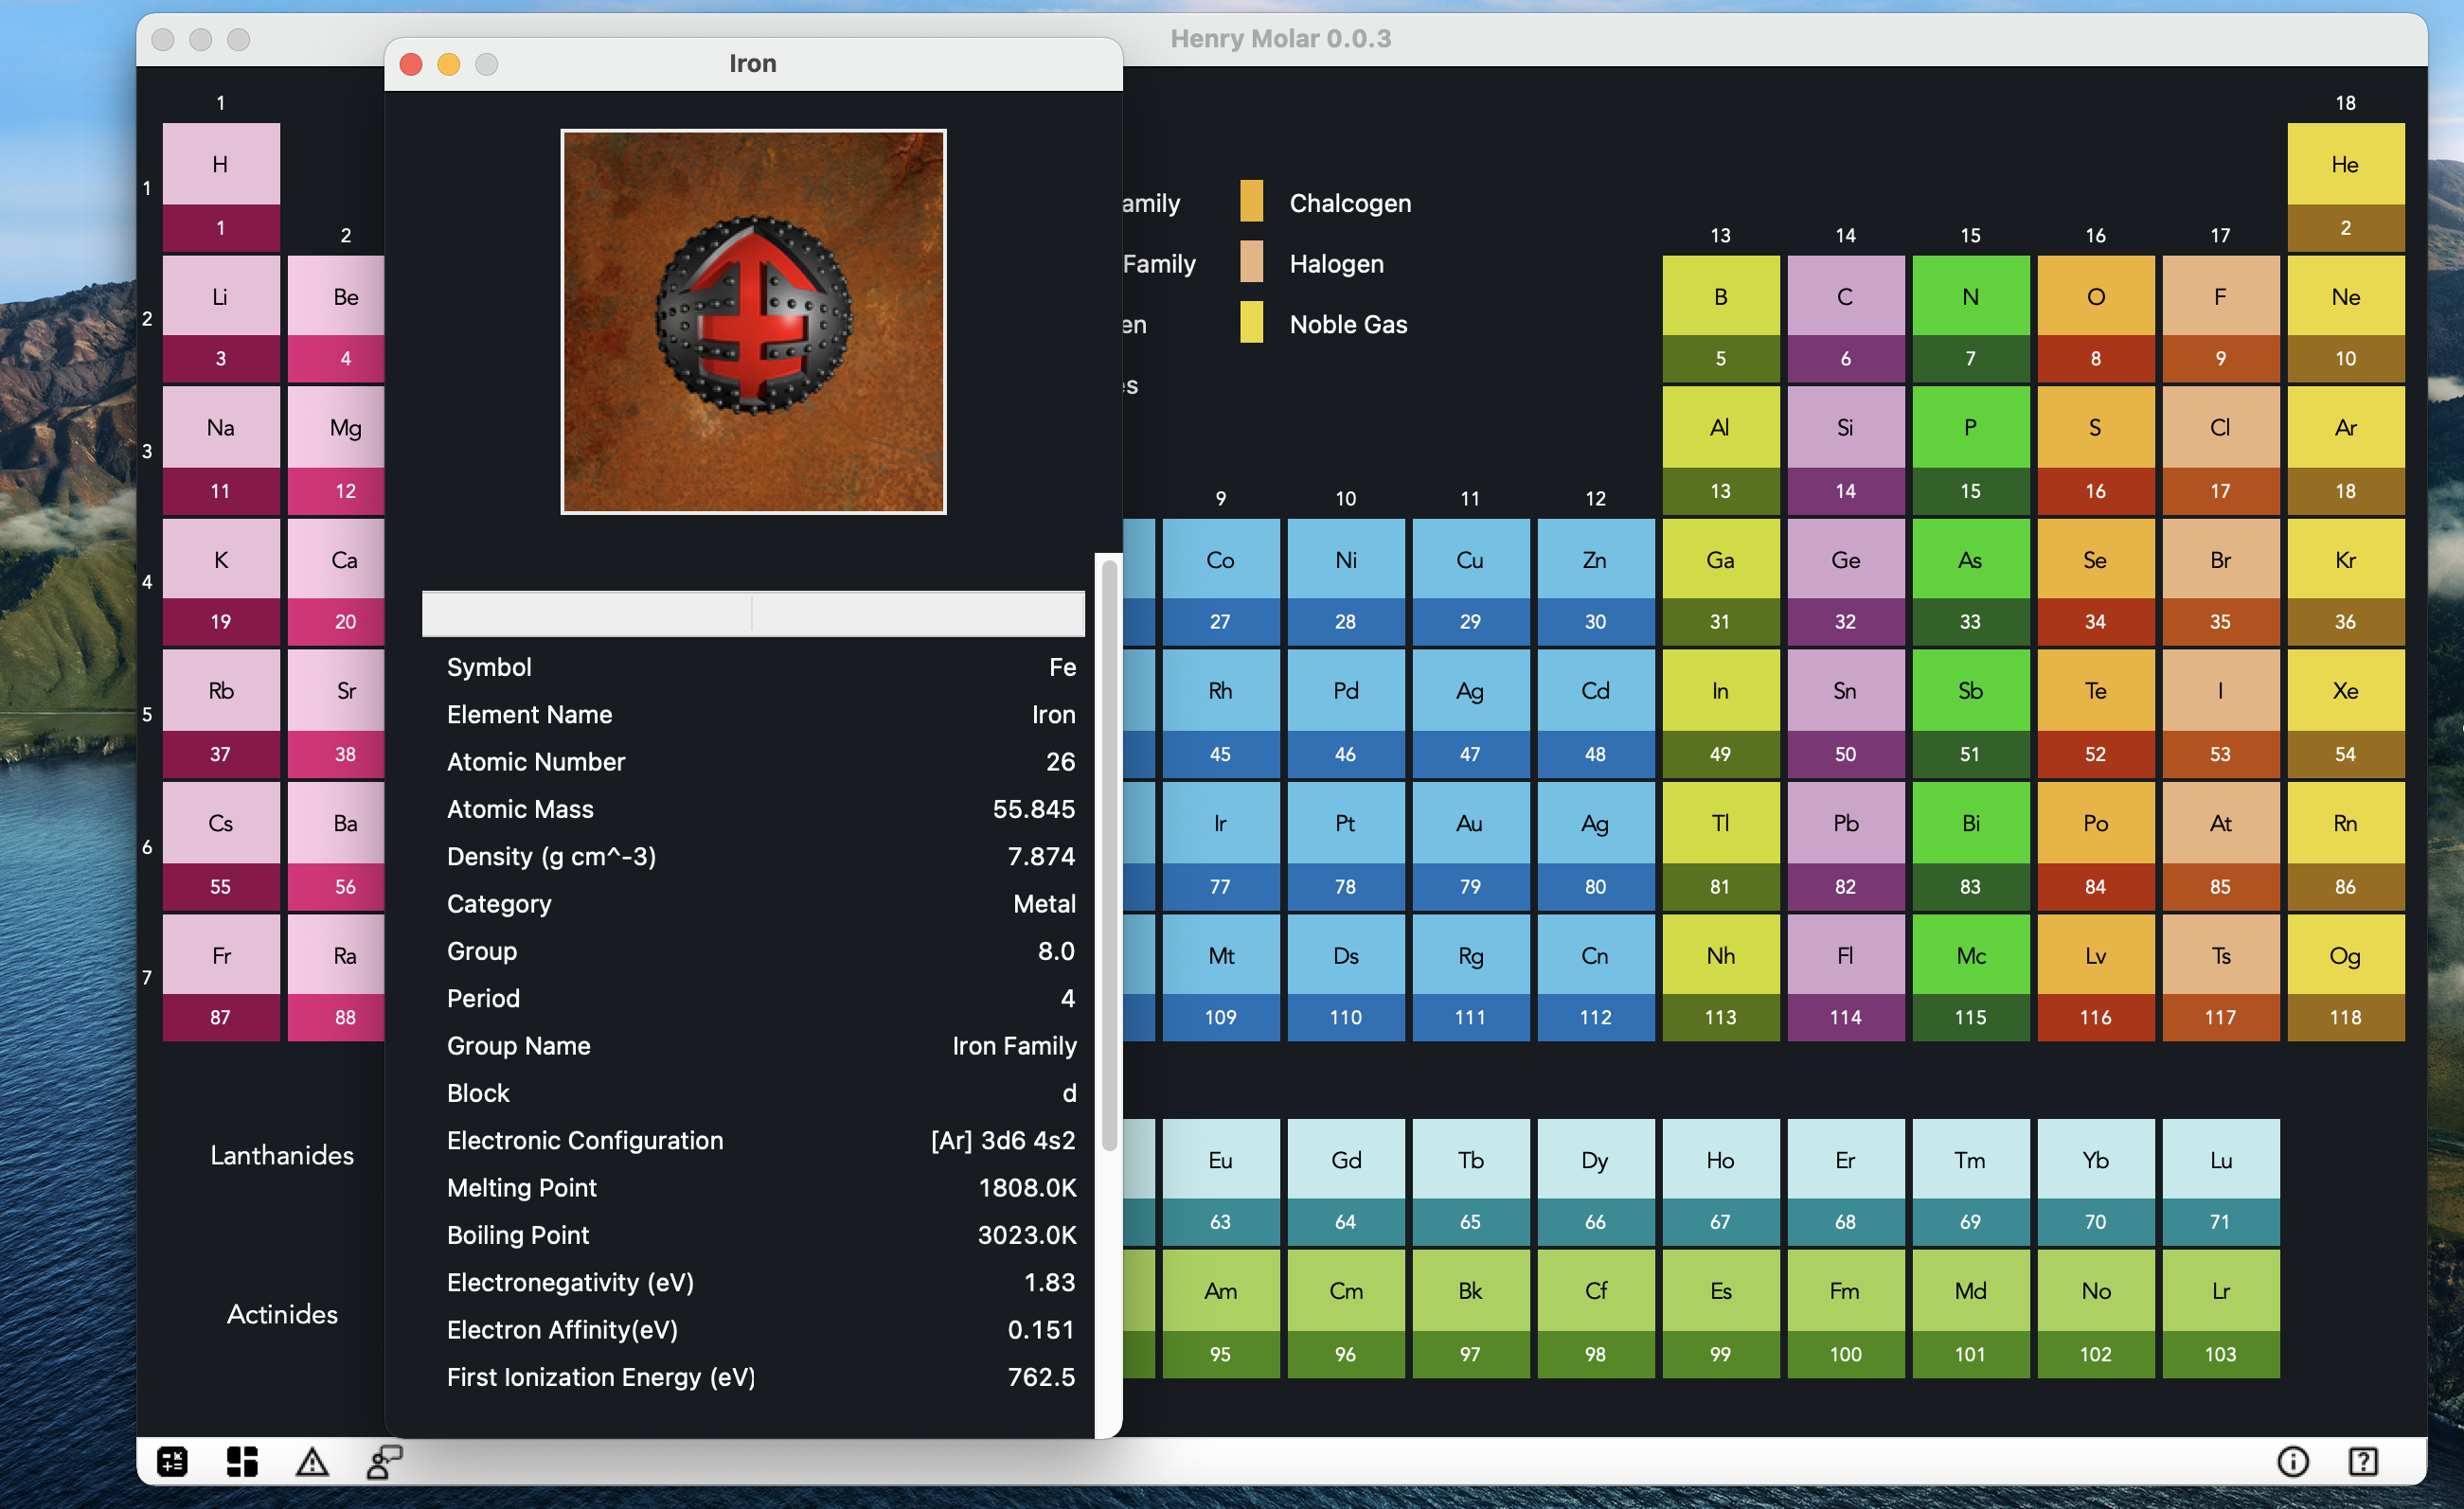 Henry Molar 0.0.3
Iron
1 18
H He
1
1 2
2 13 14 15 16 17
amily Chalcogen
Family Halogen
en Noble Gas
es
Li Be B C N O F Ne
2
3 4 5 6 7 8 9 10
Na Mg Al Si P S Cl Ar
3
11 12 13 14 15 16 17 18
9 10 11 12
K Ca Co Ni Cu Zn Ga Ge As Se Br Kr
4
19 20 27 28 29 30 31 32 33 34 35 36
Rb Sr Rh Pd Ag Cd In Sn Sb Te I Xe
5
37 38 45 46 47 48 49 50 51 52 53 54
Cs Ba Ir Pt Au Ag Tl Pb Bi Po At Rn
6
55 56 77 78 79 80 81 82 83 84 85 86
Fr Ra Mt Ds Rg Cn Nh Fl Mc Lv Ts Og
7
87 88 109 110 111 112 113 114 115 116 117 118
Lanthanides
Eu Gd Tb Dy Ho Er Tm Yb Lu
63 64 65 66 67 68 69 70 71
Actinides
Am Cm Bk Cf Es Fm Md No Lr
95 96 97 98 99 100 101 102 103
Symbol Fe
Element Name Iron
Atomic Number 26
Atomic Mass 55.845
Density (g cm^-3) 7.874
Category Metal
Group 8.0
Period 4
Group Name Iron Family
Block d
Electronic Configuration [Ar] 3d6 4s2
Melting Point 1808.0K
Boiling Point 3023.0K
Electronegativity (eV) 1.83
Electron Affinity(eV) 0.151
First Ionization Energy (eV) 762.5